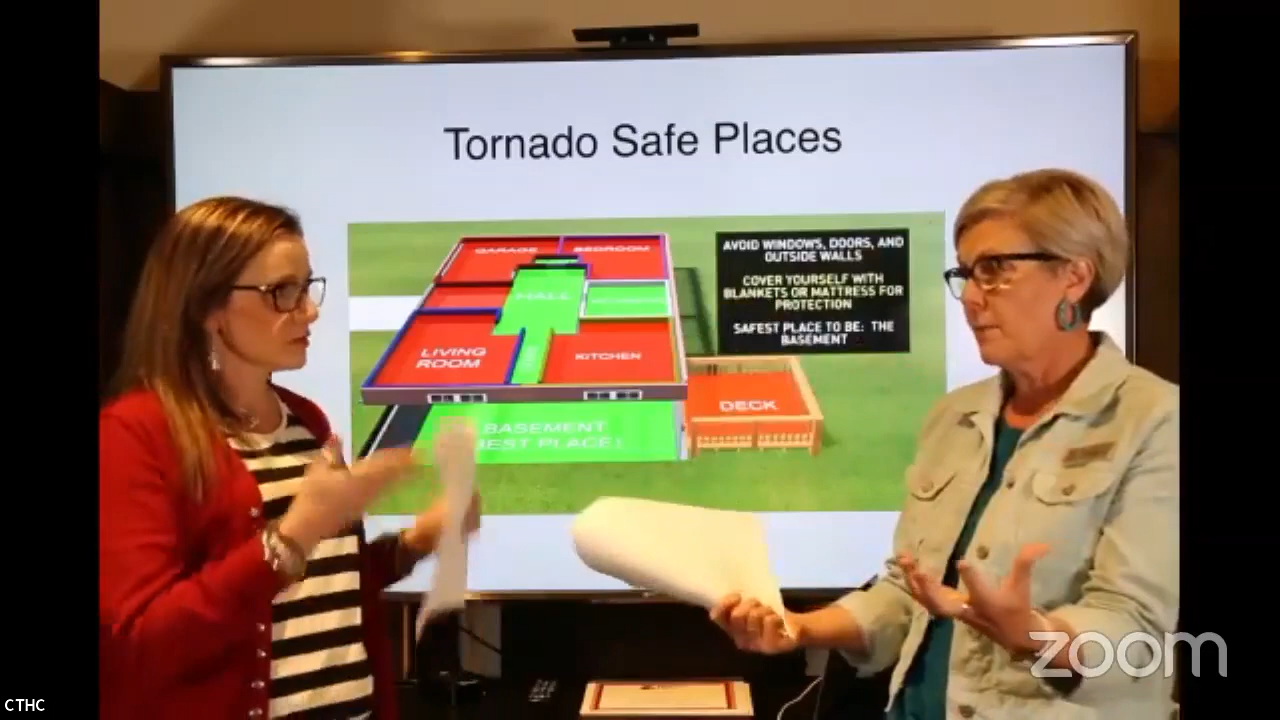 Tornado Safe Places
GARAGE
BEDROOM
HALL
LIVING
ROOM
KITCHEN
DECK
BASEMENT
BEST PLACE!
AVOID WINDOWS, DOORS, AND
OUTSIDE WALLS
COVER YOURSELF WITH
BLANKETS OR MATTRESS FOR
PROTECTION
SAFEST PLACE TO BE: THE
BASEMENT
zoom
CTHC